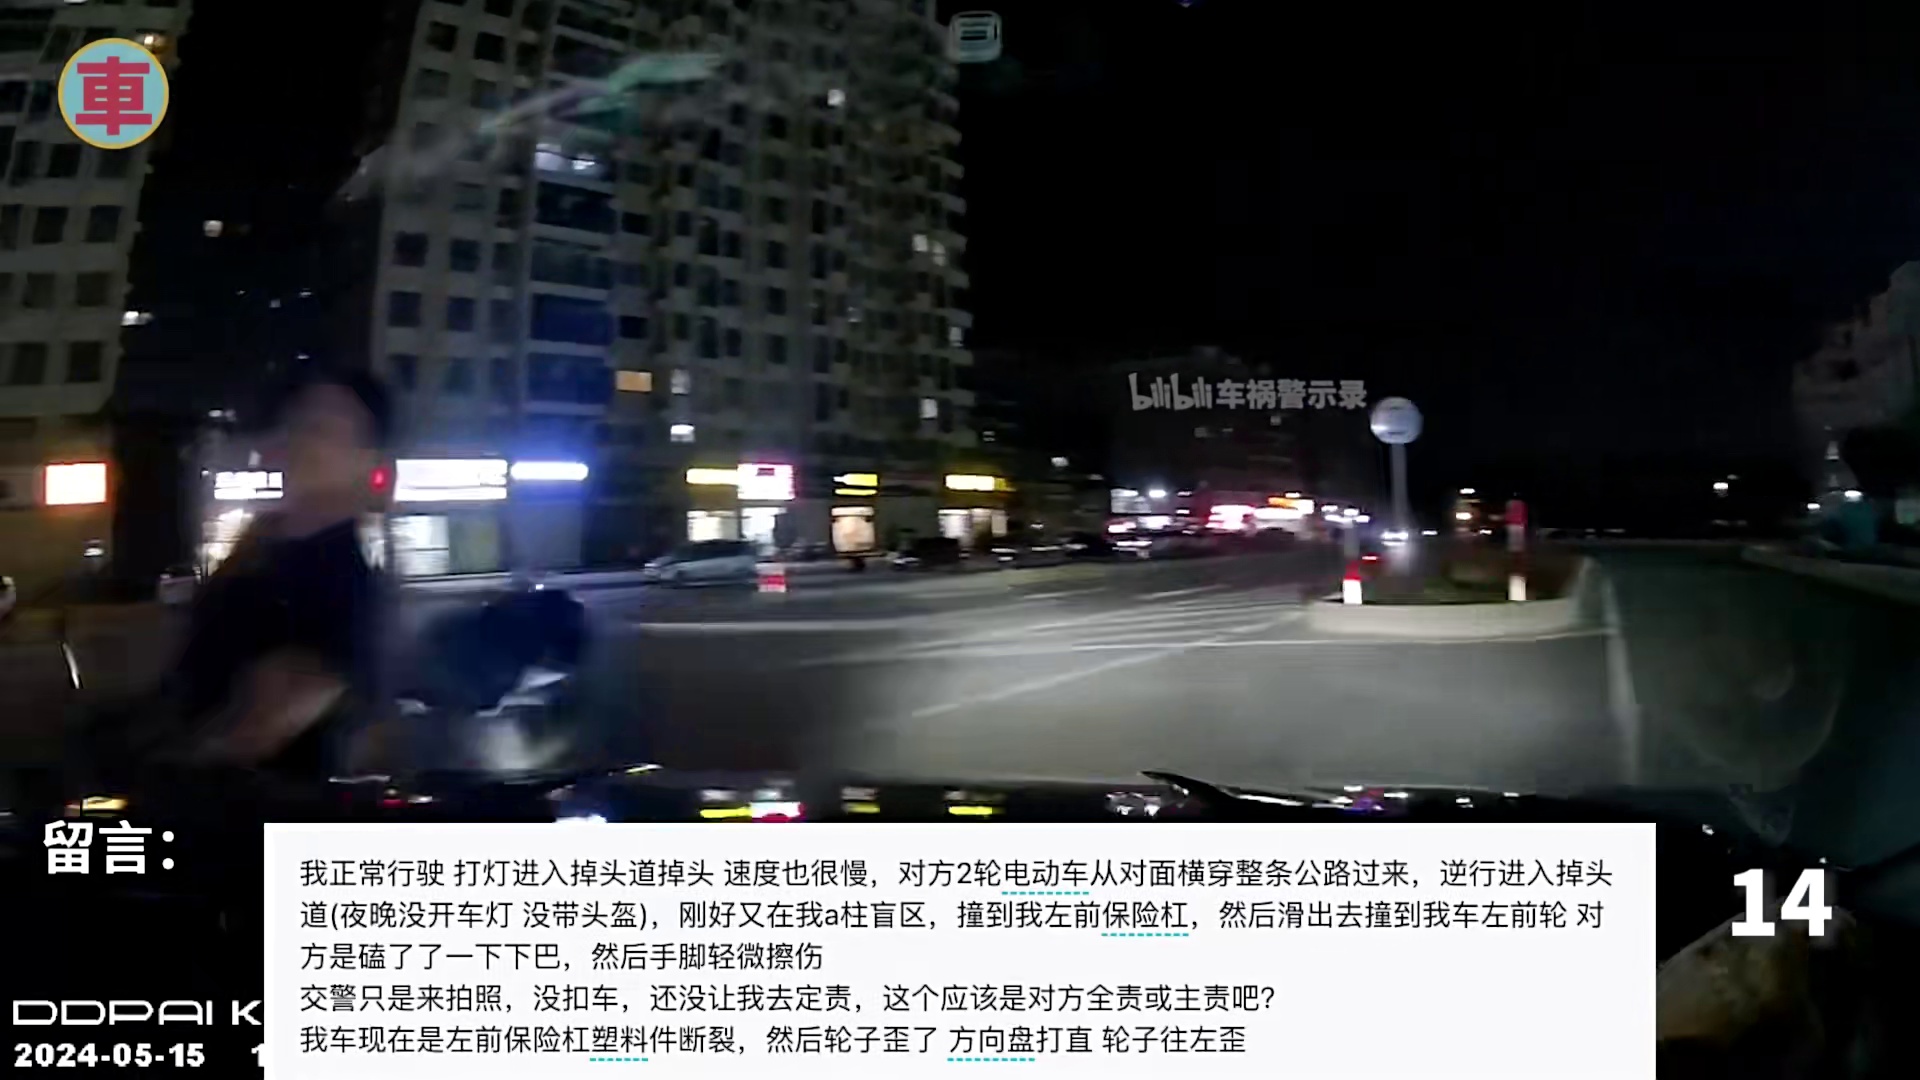 車
bilibili 车祸警示录
留言：
我正常行驶 打灯进入掉头道掉头 速度也很慢，对方2轮电动车从对面横穿整条公路过来，逆行进入掉头
道(夜晚没开车灯 没带头盔)，刚好又在我a柱盲区，撞到我左前保险杠，然后滑出去撞到我车左前轮 对
方是磕了了一下下巴，然后手脚轻微擦伤
交警只是来拍照，没扣车，还没让我去定责，这个应该是对方全责或主责吧？
我车现在是左前保险杠塑料件断裂，然后轮子歪了 方向盘打直 轮子往左歪
14
DDPAI K
2024-05-15 1